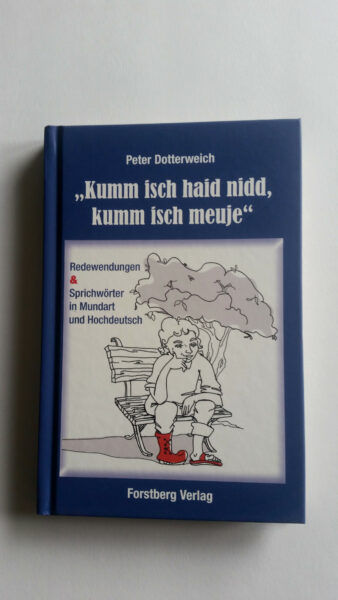 Peter Dotterweich
„Kumm isch haid nidd,
kumm isch meuje“
Redewendungen
&
Sprichwörter
in Mundart
und Hochdeutsch
Forstberg Verlag